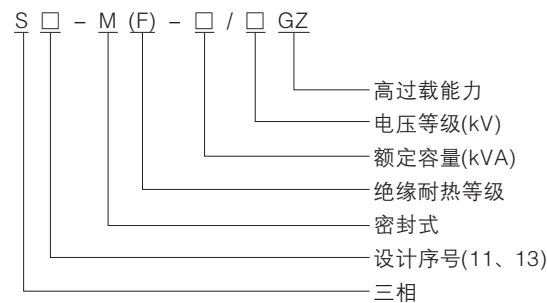 S □ – M (F) – □ / □ GZ
高过载能力
电压等级(kV)
额定容量(kVA)
绝缘耐热等级
密封式
设计序号(11、13)
三相